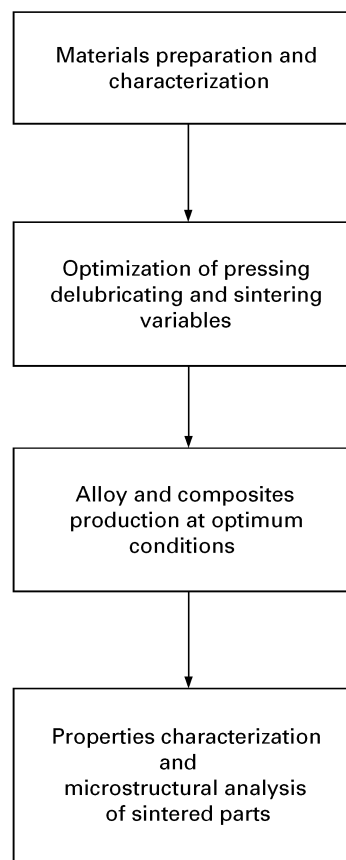 Materials preparation and
characterization
Optimization of pressing
delubricating and sintering
variables
Alloy and composites
production at optimum
conditions
Properties characterization
and
microstructural analysis
of sintered parts